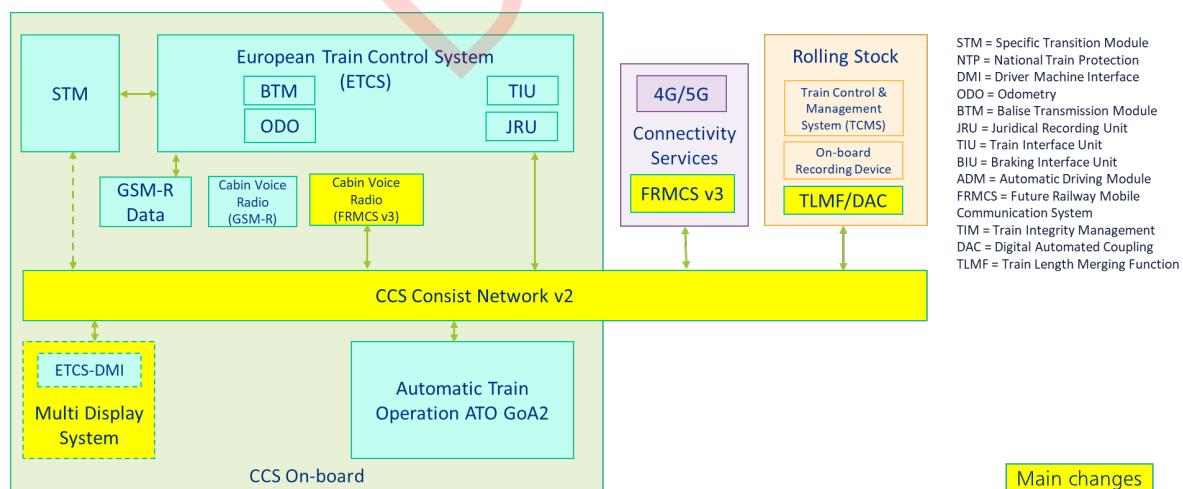 European Train Control System
(ETCS)
STM
BTM
TIU
ODO
JRU
GSM-R
Data
Cabin Voice
Radio
(GSM-R)
Cabin Voice
Radio
(FRMCS v3)
4G/5G
Connectivity
Services
FRMCS v3
Rolling Stock
Train Control &
Management
System (TCMS)
On-board
Recording Device
TLMF/DAC
STM = Specific Transition Module
NTP = National Train Protection
DMI = Driver Machine Interface
ODO = Odometry
BTM = Balise Transmission Module
JRU = Juridical Recording Unit
TIU = Train Interface Unit
BIU = Braking Interface Unit
ADM = Automatic Driving Module
FRMCS = Future Railway Mobile
Communication System
TIM = Train Integrity Management
DAC = Digital Automated Coupling
TLMF = Train Length Merging Function
CCS Consist Network v2
ETCS-DMI
Multi Display
System
Automatic Train
Operation ATO GoA2
CCS On-board
Main changes